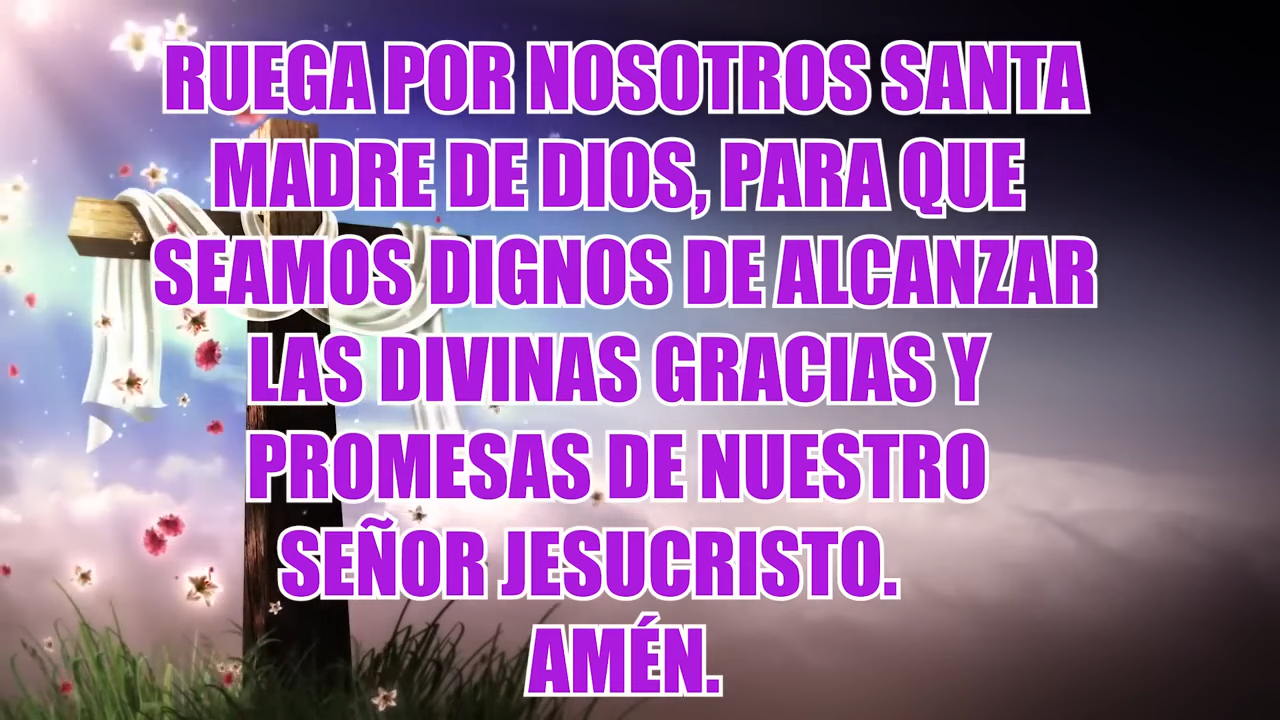 RUEGA POR NOSOTROS SANTA
MADRE DE DIOS, PARA QUE
SEAMOS DIGNOS DE ALCANZAR
LAS DIVINAS GRACIAS Y
PROMESAS DE NUESTRO
SEÑOR JESUCRISTO.
AMÉN.